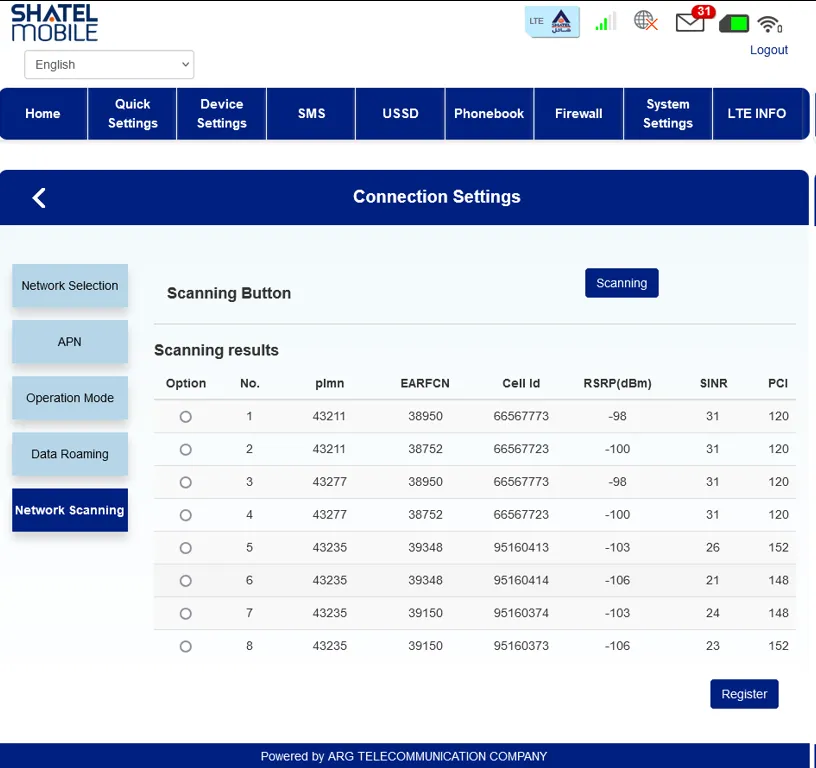 SHATEL
MOBILE
LTE
SHATEL
شاتل
31
0
Logout
English
Home
Quick Settings
Device Settings
SMS
USSD
Phonebook
Firewall
System Settings
LTE INFO
Connection Settings
Network Selection
APN
Operation Mode
Data Roaming
Network Scanning
Scanning Button
Scanning
Scanning results
Option No. plmn EARFCN Cell Id RSRP(dBm) SINR PCI
1 43211 38950 66567773 -98 31 120
2 43211 38752 66567723 -100 31 120
3 43277 38950 66567773 -98 31 120
4 43277 38752 66567723 -100 31 120
5 43235 39348 95160413 -103 26 152
6 43235 39348 95160414 -106 21 148
7 43235 39150 95160374 -103 24 148
8 43235 39150 95160373 -106 23 152
Register
Powered by ARG TELECOMMUNICATION COMPANY